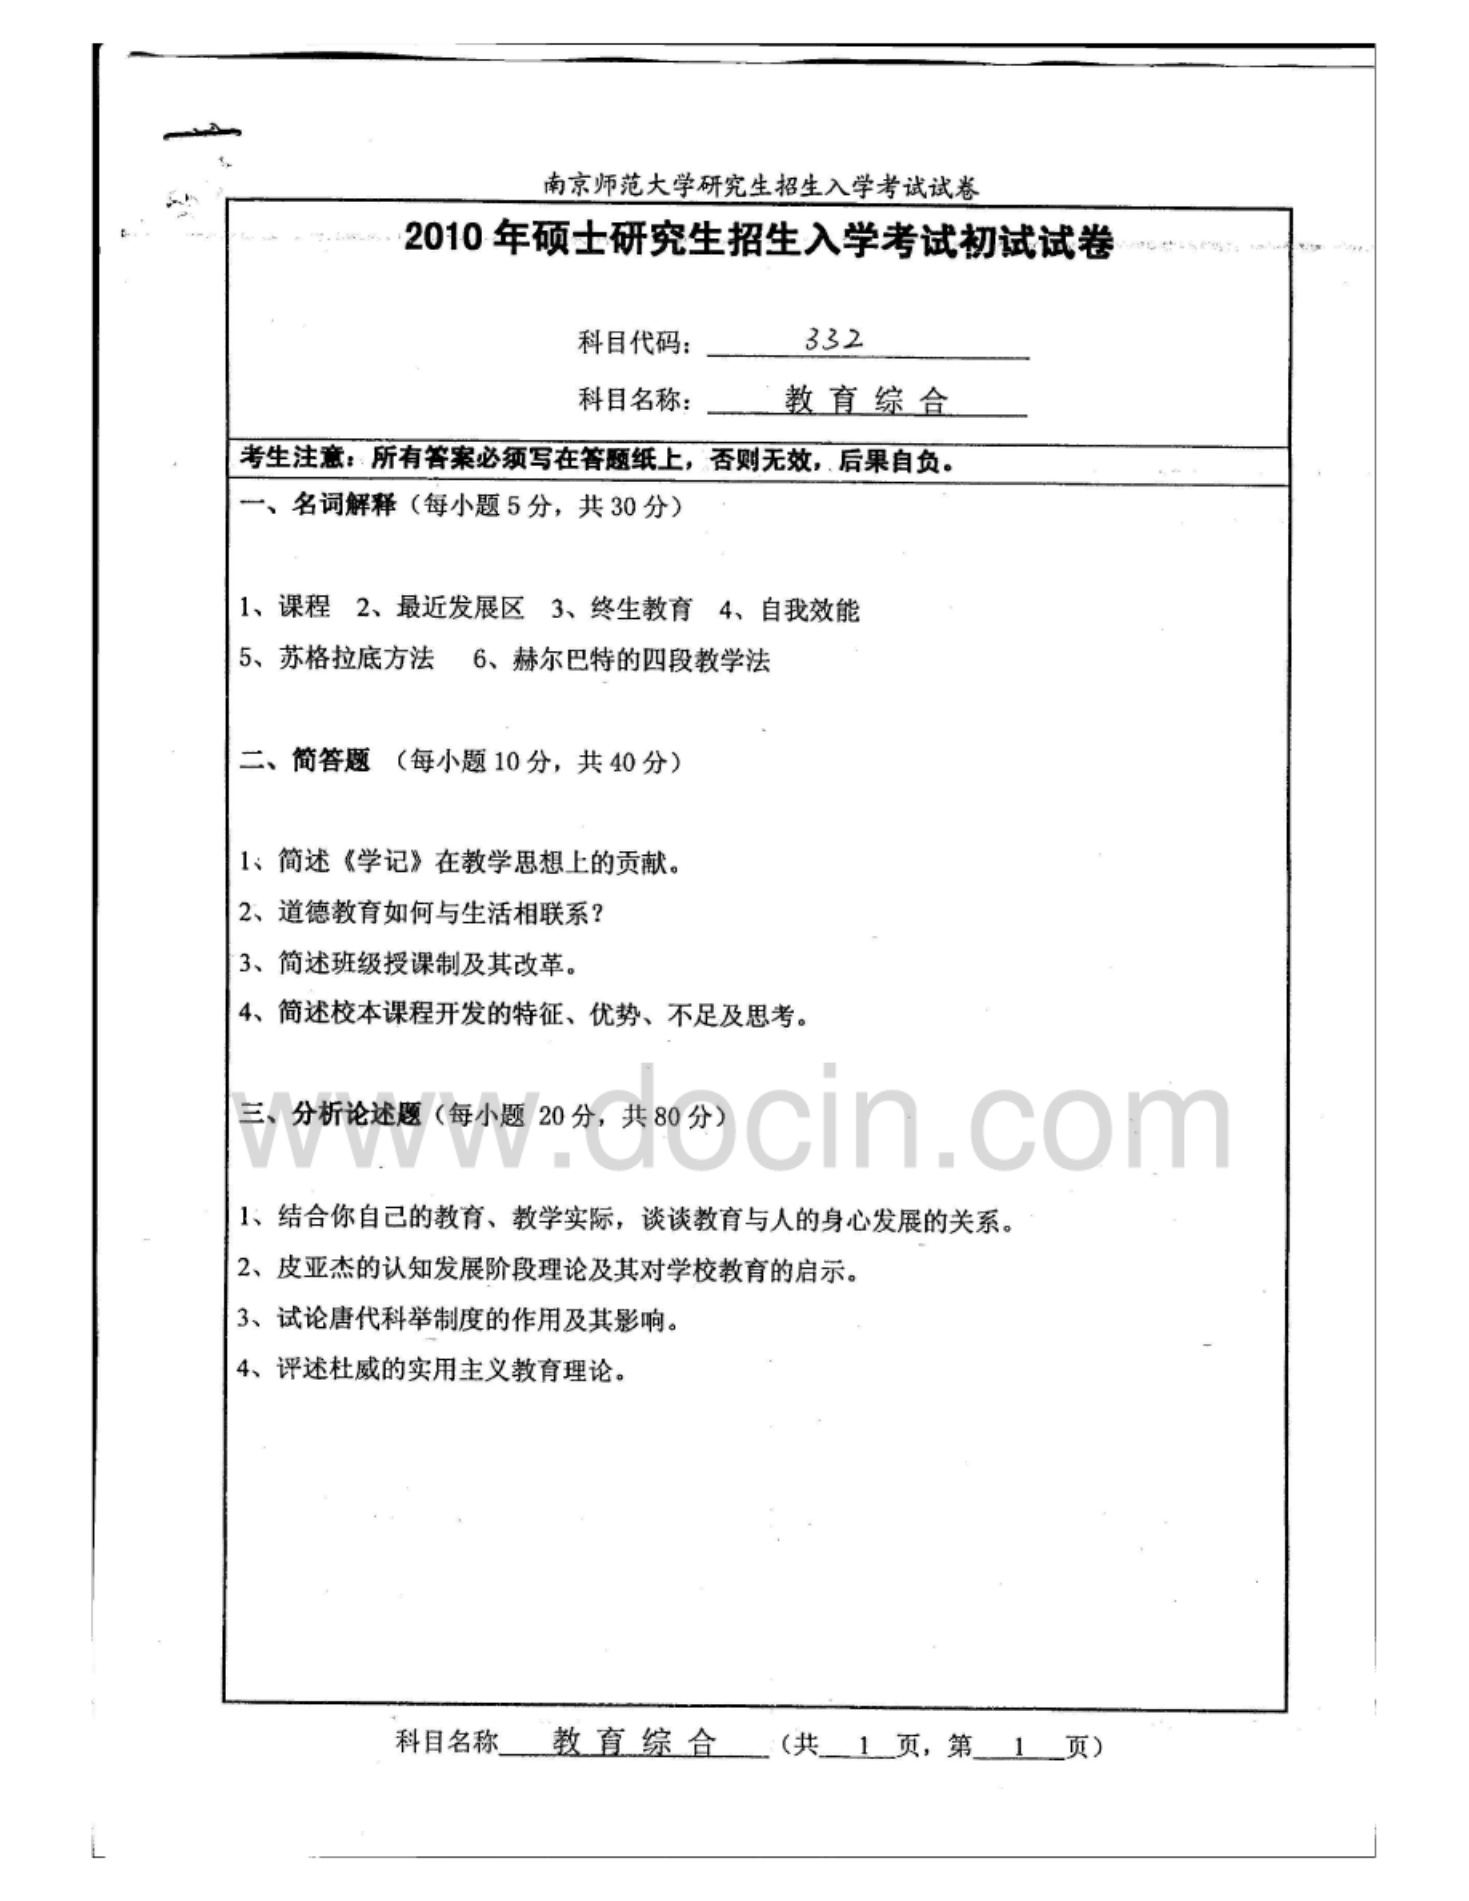 南京师范大学研究生招生入学考试试卷
2010 年硕士研究生招生入学考试初试试卷
科目代码： 332
科目名称： 教 育 综 合
考生注意：所有答案必须写在答题纸上，否则无效，后果自负。
一、名词解释（每小题 5 分，共 30 分）
1、课程 2、最近发展区 3、终生教育 4、自我效能
5、苏格拉底方法 6、赫尔巴特的四段教学法
二、简答题 （每小题 10 分，共 40 分）
1、简述《学记》在教学思想上的贡献。
2、道德教育如何与生活相联系？
3、简述班级授课制及其改革。
4、简述校本课程开发的特征、优势、不足及思考。
www.docin.com
三、分析论述题（每小题 20 分，共 80 分）
1、结合你自己的教育、教学实际，谈谈教育与人的身心发展的关系。
2、皮亚杰的认知发展阶段理论及其对学校教育的启示。
3、试论唐代科举制度的作用及其影响。
4、评述杜威的实用主义教育理论。
科目名称 教 育 综 合 （共 1 页，第 1 页）